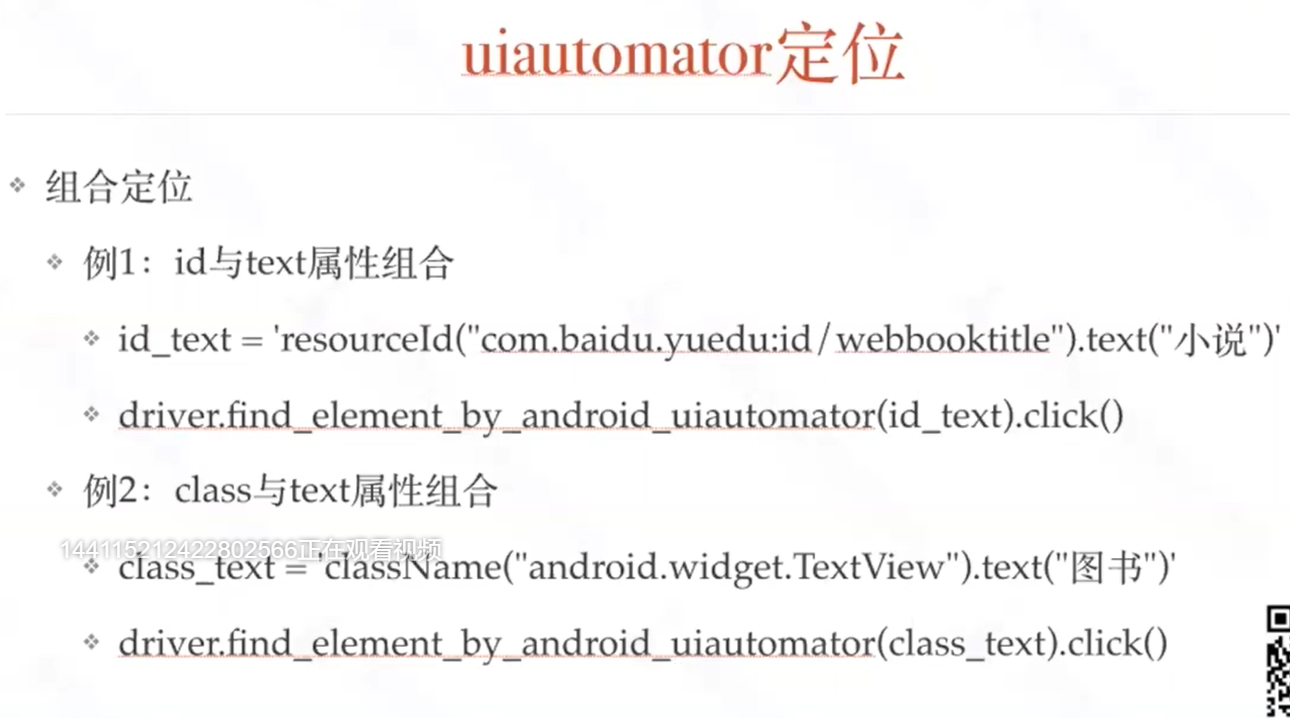 uiautomator定位
组合定位
例1：id与text属性组合
id_text = 'resourceId("com.baidu.yuedu:id/webbooktitle").text("小说")'
driver.find_element_by_android_uiautomator(id_text).click()
例2：class与text属性组合
144115212422802566正在观看视频
class_text = 'className("android.widget.TextView").text("图书")'
driver.find_element_by_android_uiautomator(class_text).click()